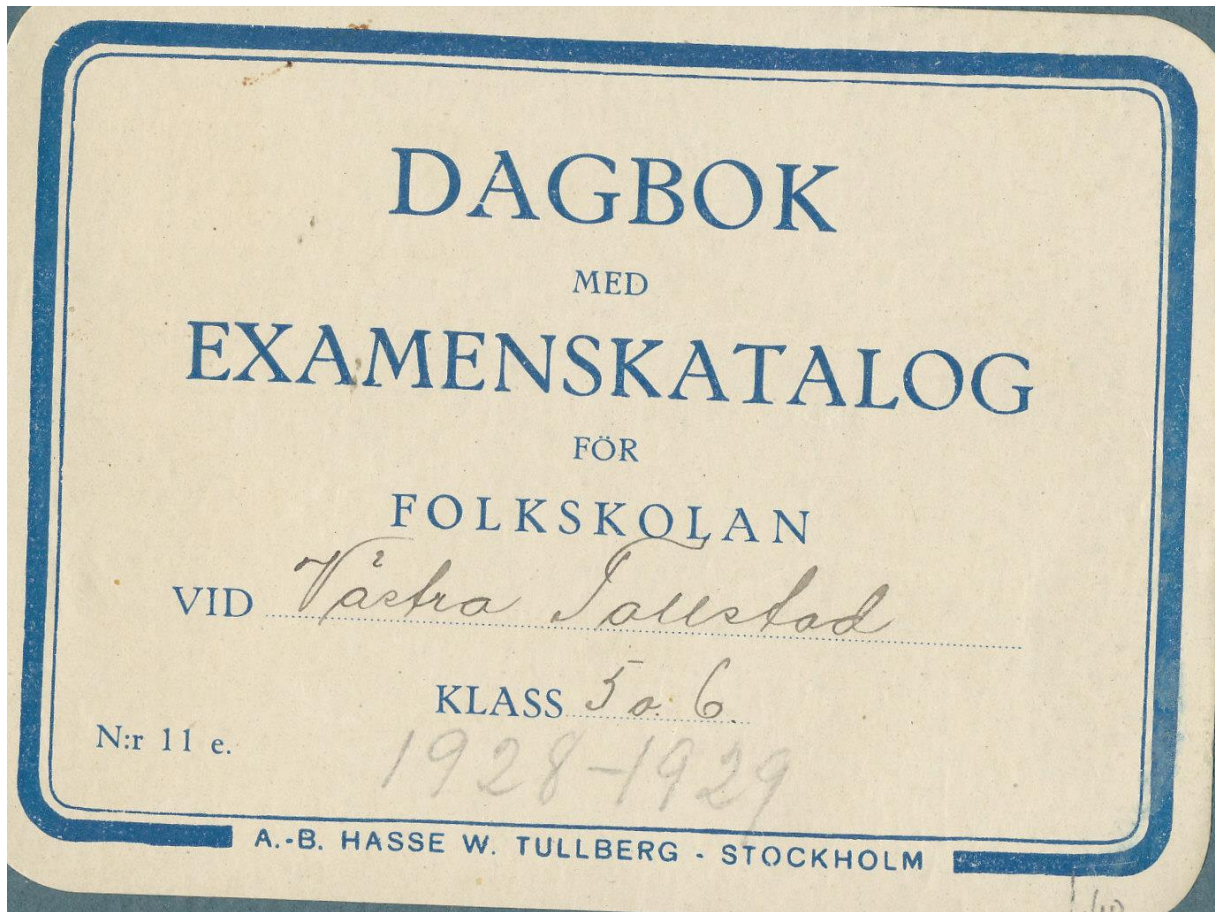 DAGBOK
MED
EXAMENSKATALOG
FÖR
FOLKSKOLAN
VID Västra Tollstad
KLASS 5 o. 6.
N:r 11 e.
1928-1929
A.-B. HASSE W. TULLBERG - STOCKHOLM